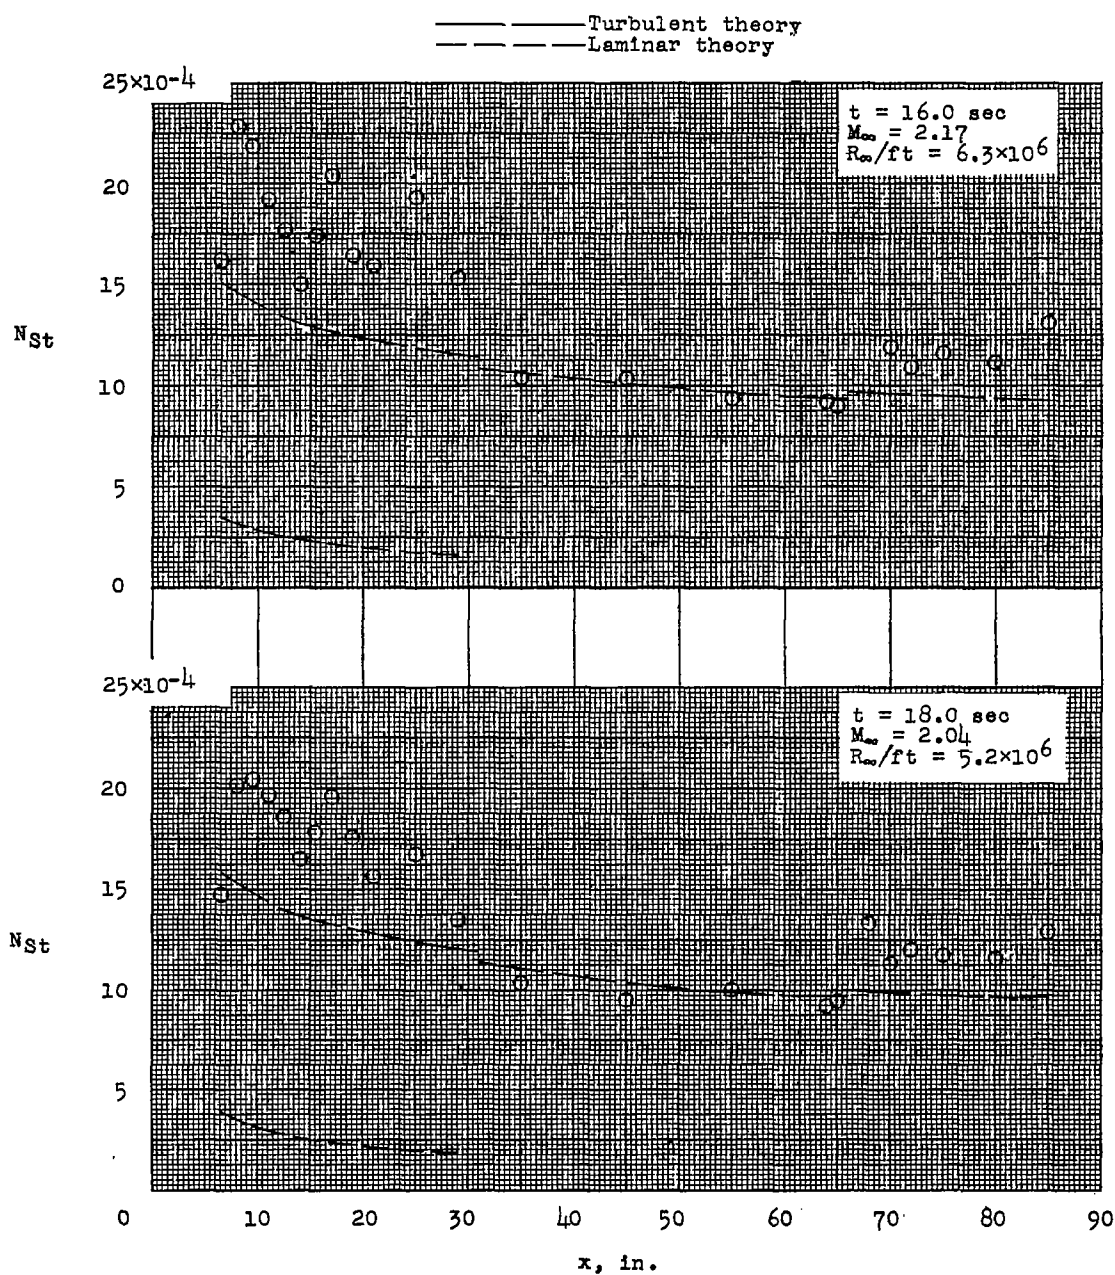 Turbulent theory
Laminar theory
25×10-4
20
15
10
5
0
NSt
t = 16.0 sec
M∞ = 2.17
R∞/ft = 6.3×10^6
25×10-4
20
15
10
5
NSt
t = 18.0 sec
M∞ = 2.04
R∞/ft = 5.2×10^6
0 10 20 30 40 50 60 70 80 90
x, in.